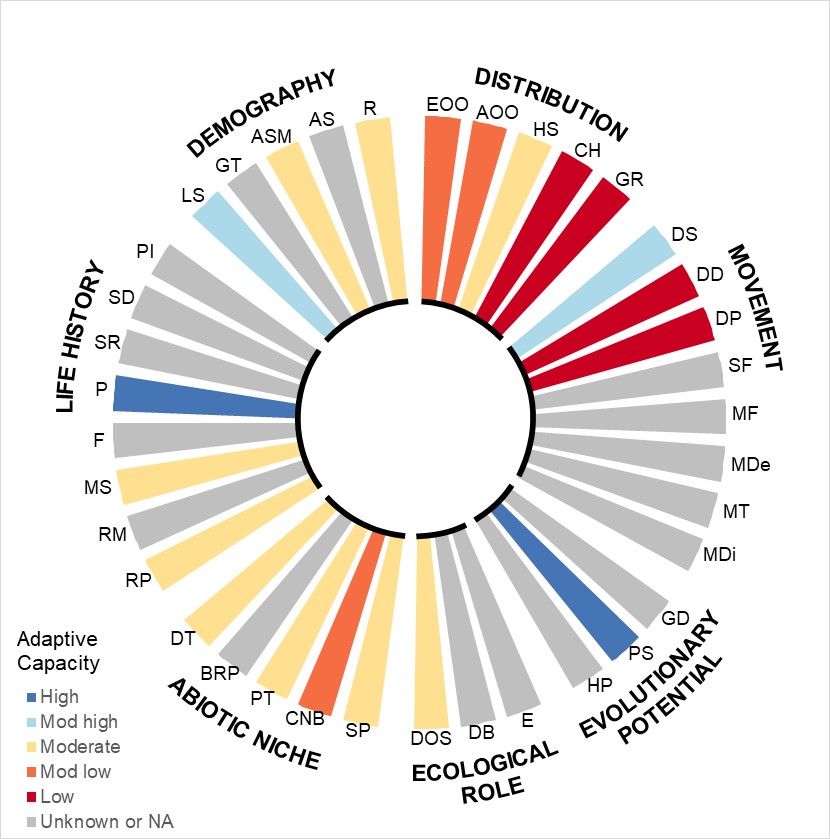 DISTRIBUTION
EOO
AOO
HS
CH
GR
MOVEMENT
DS
DD
DP
SF
MF
MDe
MT
MDi
EVOLUTIONARY
POTENTIAL
GD
PS
HP
ECOLOGICAL
ROLE
E
DB
DOS
ABIOTIC NICHE
SP
CNB
PT
BRP
DT
LIFE HISTORY
RP
RM
MS
F
P
SR
SD
PI
DEMOGRAPHY
LS
GT
ASM
AS
R
Adaptive
Capacity
High
Mod high
Moderate
Mod low
Low
Unknown or NA